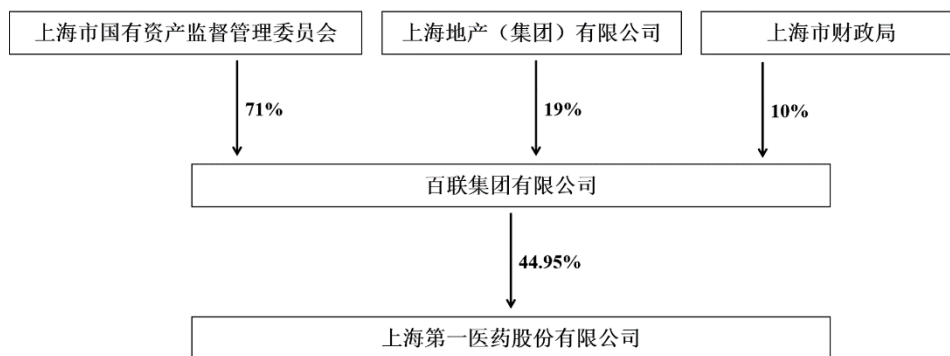 上海市国有资产监督管理委员会
上海地产（集团）有限公司
上海市财政局
71%
19%
10%
百联集团有限公司
44.95%
上海第一医药股份有限公司